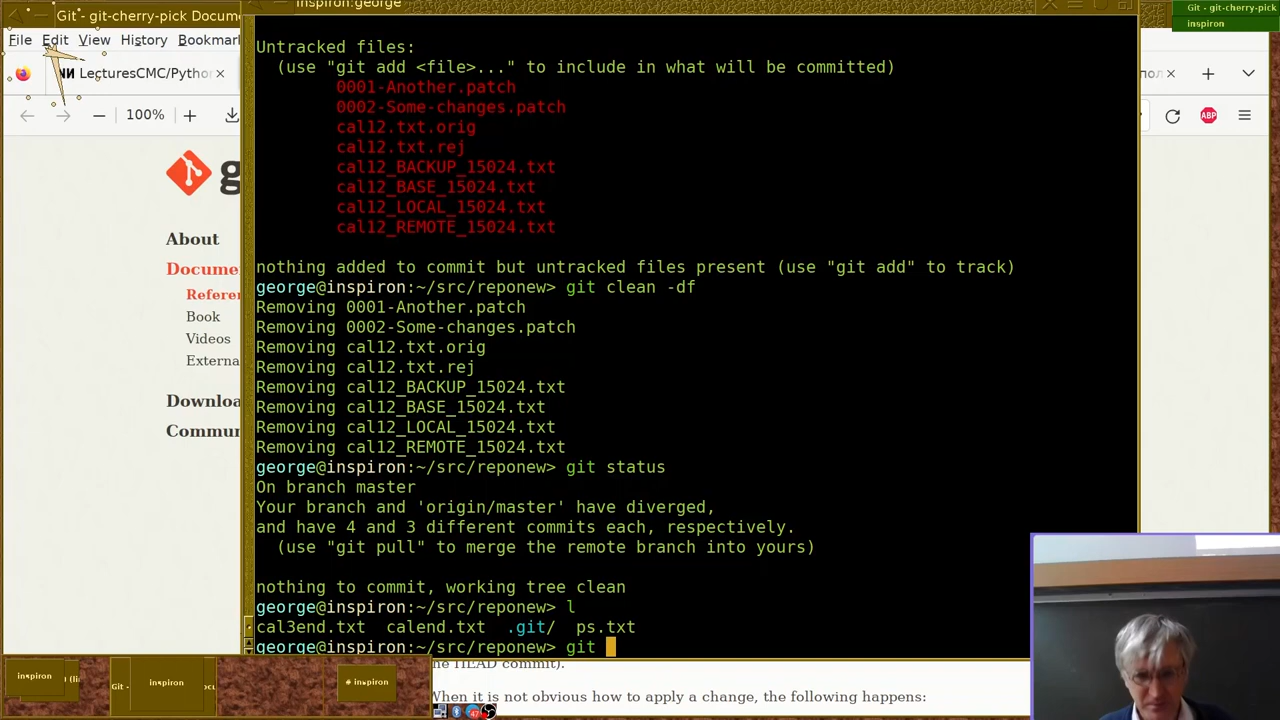 Git - git-cherry-pick Docum
inspiron:george
Git - git-cherry-pick
inspiron
File Edit View History Bookmar
LecturesCMC/Python
100%
ABP
g
About
Docume
Refere
Book
Videos
Externa
Downloa
Commun
Untracked files:
(use "git add <file>..." to include in what will be committed)
0001-Another.patch
0002-Some-changes.patch
cal12.txt.orig
cal12.txt.rej
cal12_BACKUP_15024.txt
cal12_BASE_15024.txt
cal12_LOCAL_15024.txt
cal12_REMOTE_15024.txt
nothing added to commit but untracked files present (use "git add" to track)
george@inspiron:~/src/reponew> git clean -df
Removing 0001-Another.patch
Removing 0002-Some-changes.patch
Removing cal12.txt.orig
Removing cal12.txt.rej
Removing cal12_BACKUP_15024.txt
Removing cal12_BASE_15024.txt
Removing cal12_LOCAL_15024.txt
Removing cal12_REMOTE_15024.txt
george@inspiron:~/src/reponew> git status
On branch master
Your branch and 'origin/master' have diverged,
and have 4 and 3 different commits each, respectively.
(use "git pull" to merge the remote branch into yours)
nothing to commit, working tree clean
george@inspiron:~/src/reponew> l
cal3end.txt calend.txt .git/ ps.txt
george@inspiron:~/src/reponew> git
he HEAD commit).
When it is not obvious how to apply a change, the following happens:
inspiron
Git -
inspiron
# inspiron